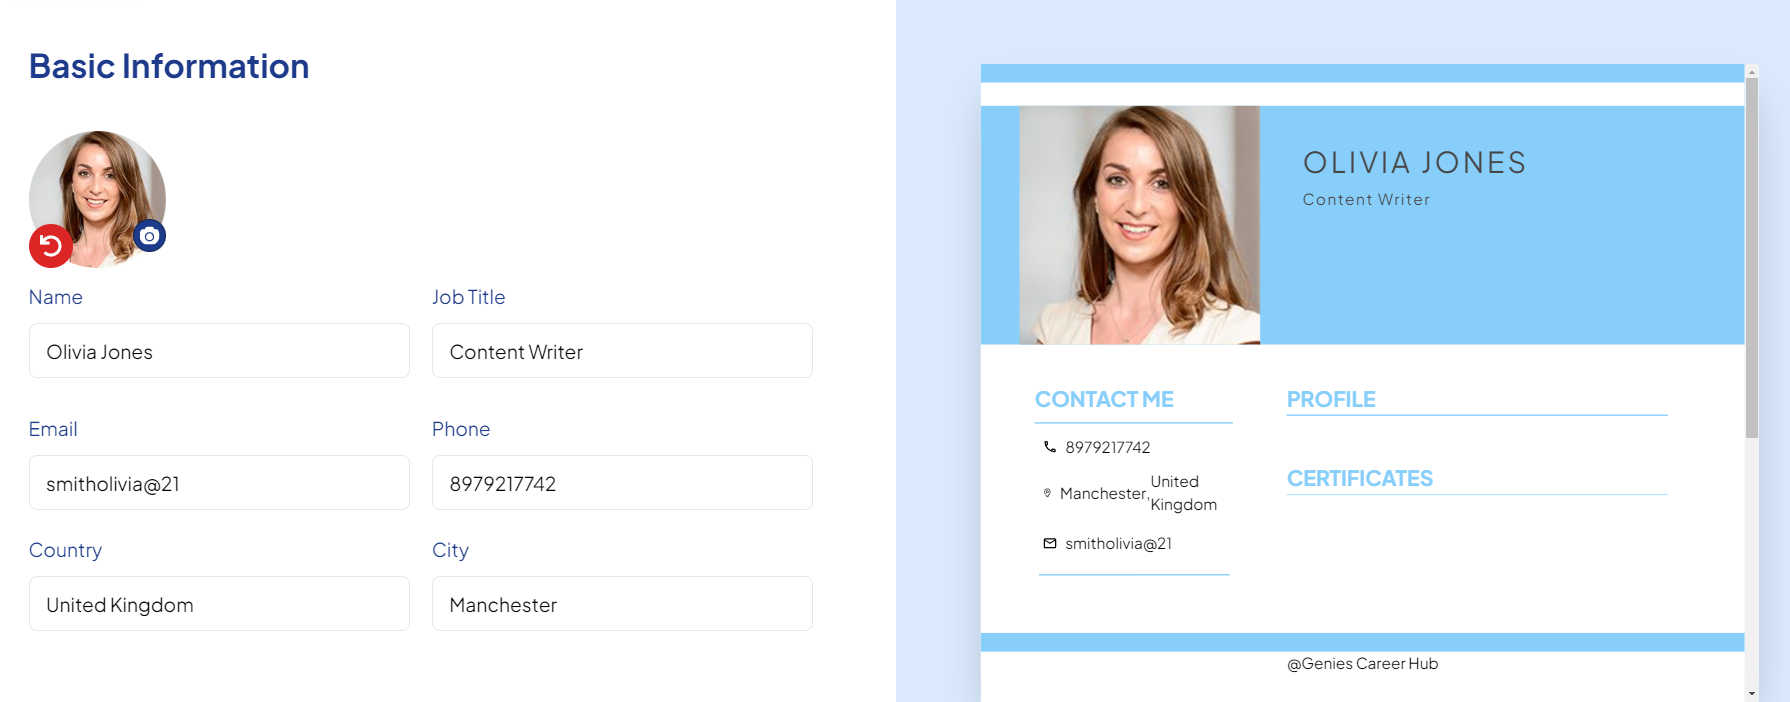 Basic Information
Name
Job Title
Olivia Jones
Content Writer
Email
Phone
smitholivia@21
8979217742
Country
City
United Kingdom
Manchester
OLIVIA JONES
Content Writer
CONTACT ME
8979217742
Manchester, United
Kingdom
smitholivia@21
PROFILE
CERTIFICATES
@Genies Career Hub